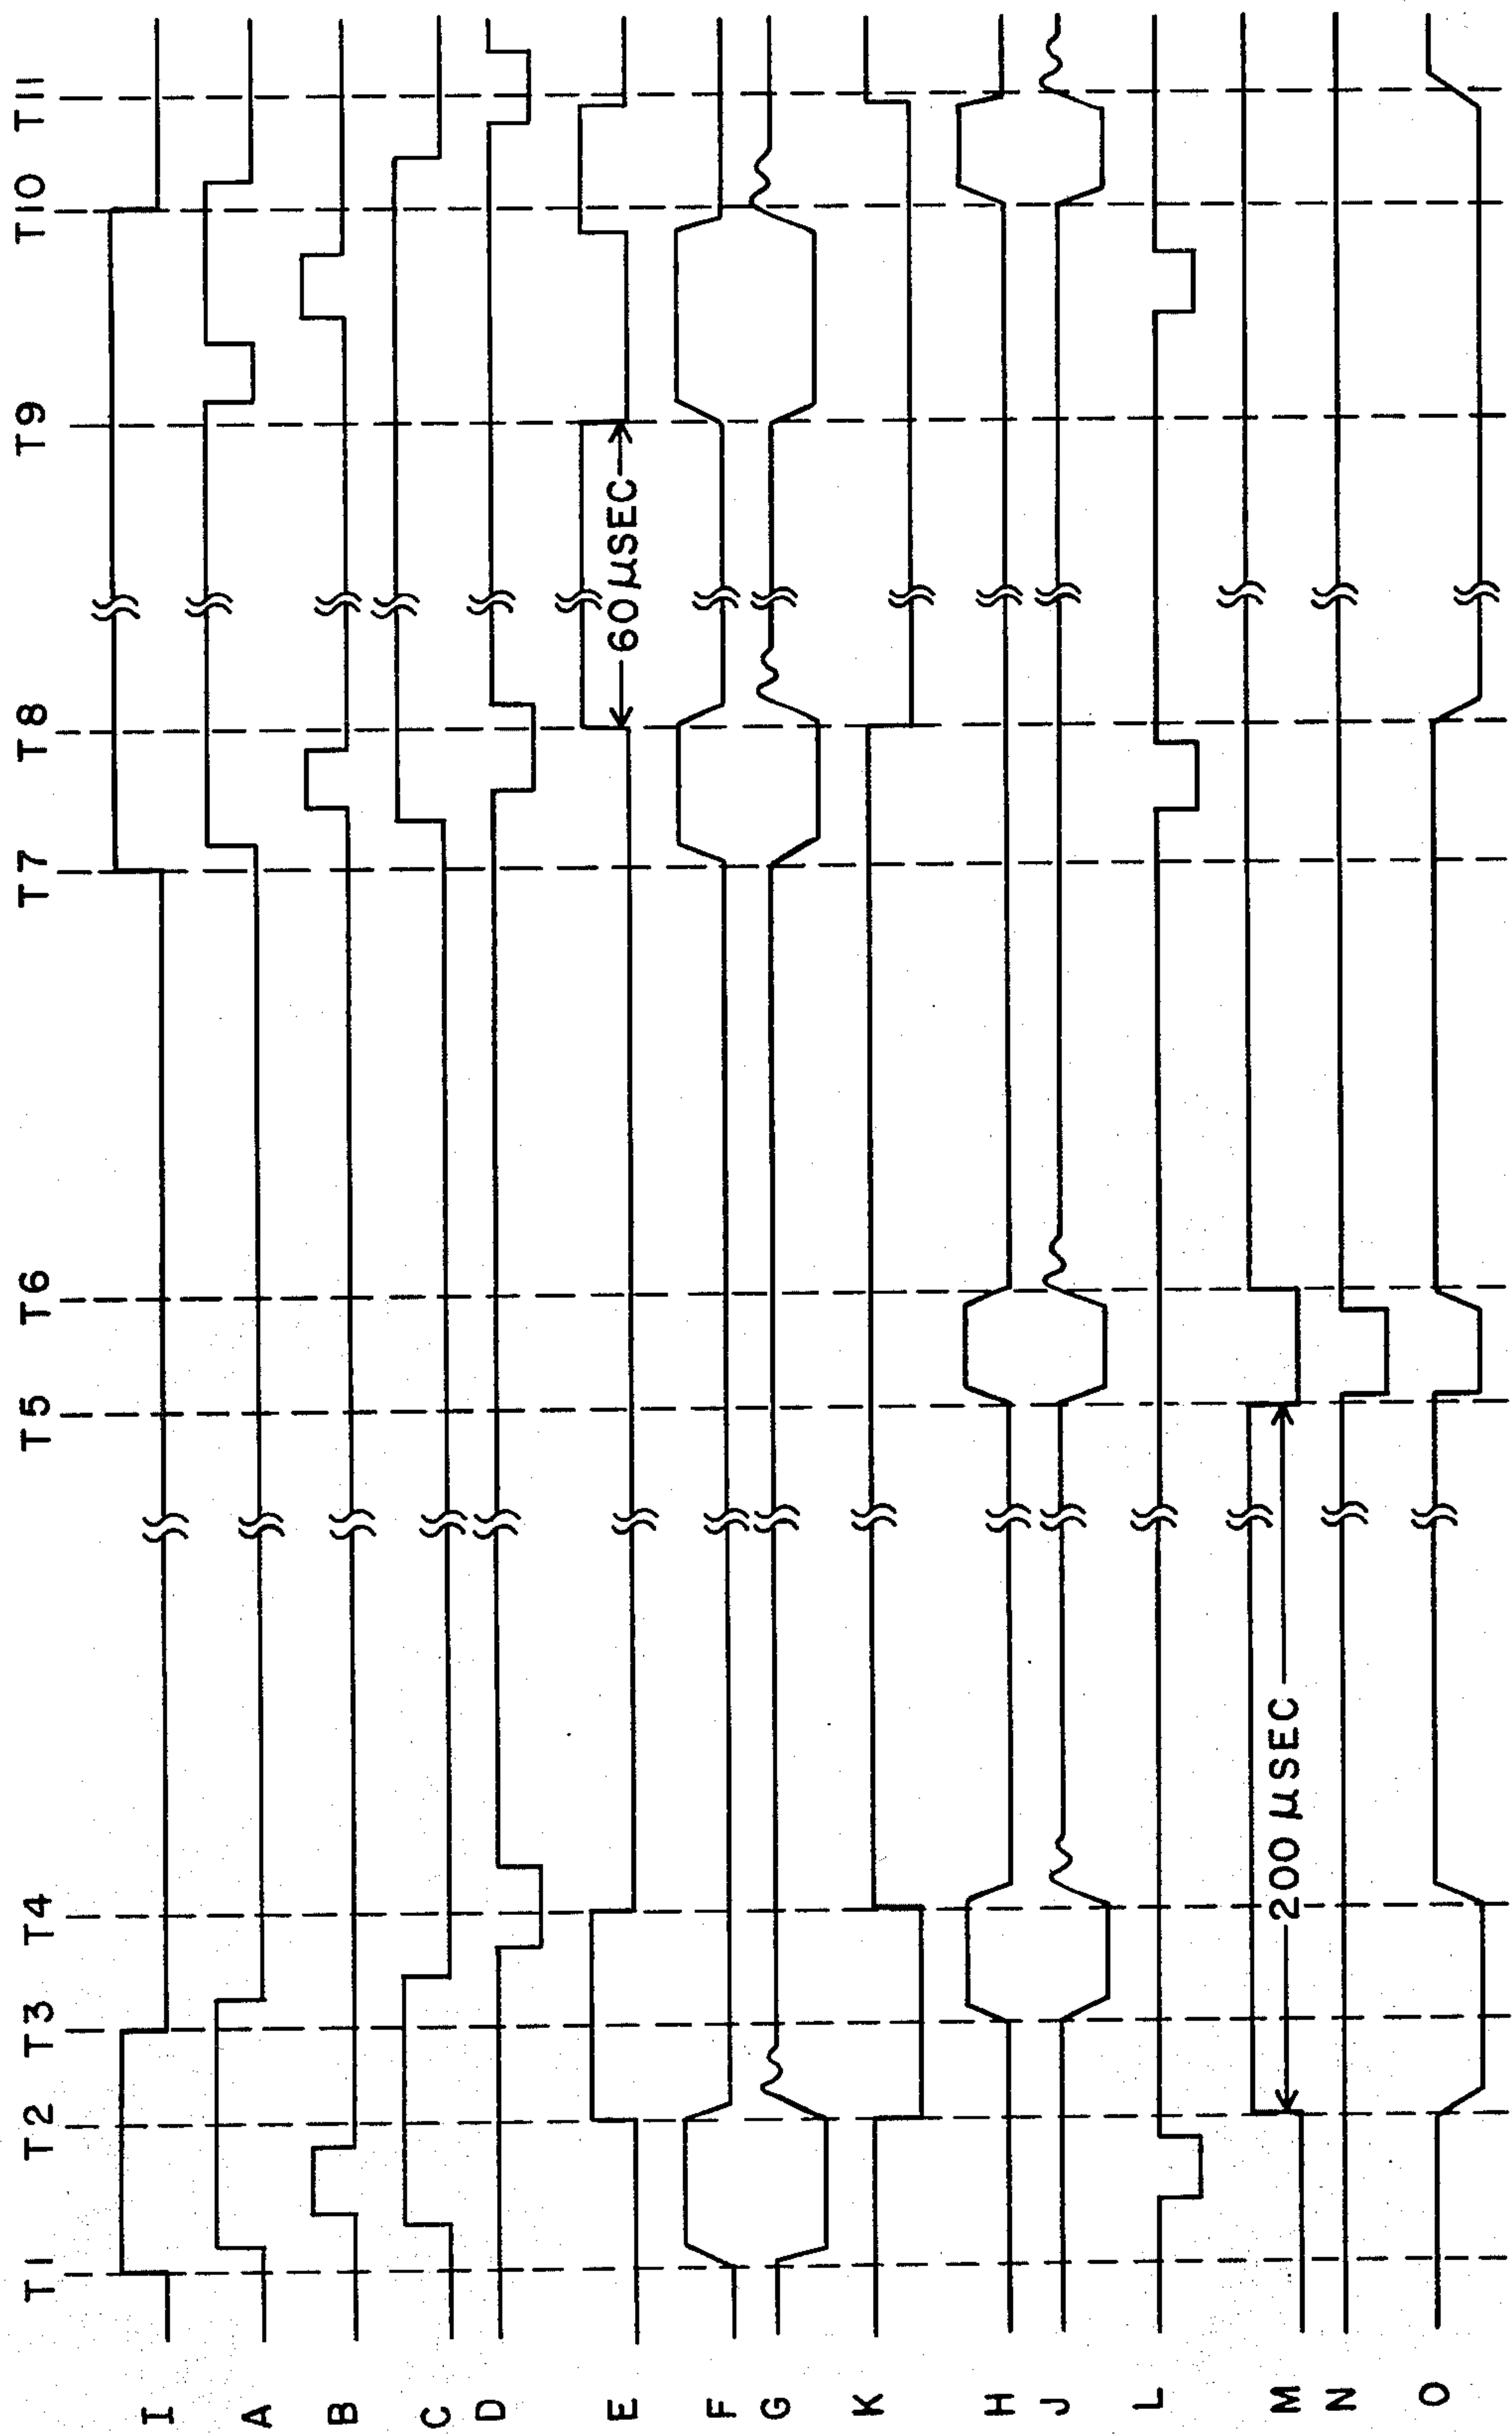 T1 T2 T3 T4 T5 T6 T7 T8 T9 T10 T11
I
A
B
C
D
E
60 µSEC
F
G
K
H
J
L
M
200 µSEC
N
O